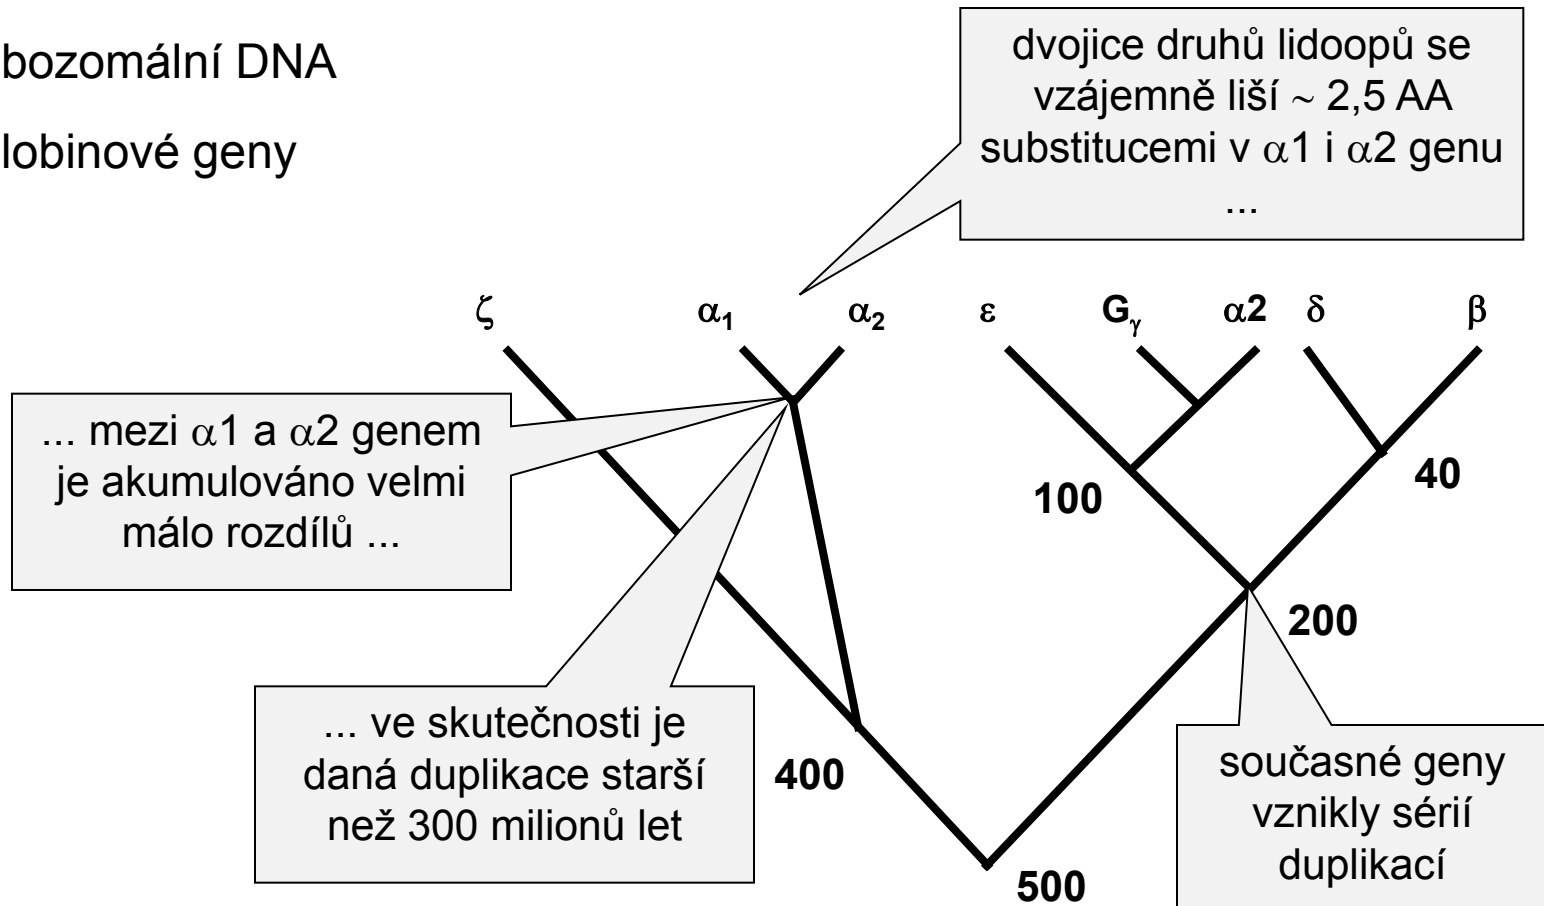 bozomální DNA
lobinové geny
dvojice druhů lidoopů se
vzájemně liší ~ 2,5 AA
substitucemi v α1 i α2 genu
...
ζ α₁ α₂ ε Gᵧ α2 δ β
... mezi α1 a α2 genem
je akumulováno velmi
málo rozdílů ...
100
40
200
... ve skutečnosti je
daná duplikace starší
než 300 milionů let
400
současné geny
vznikly sérií
duplikací
500